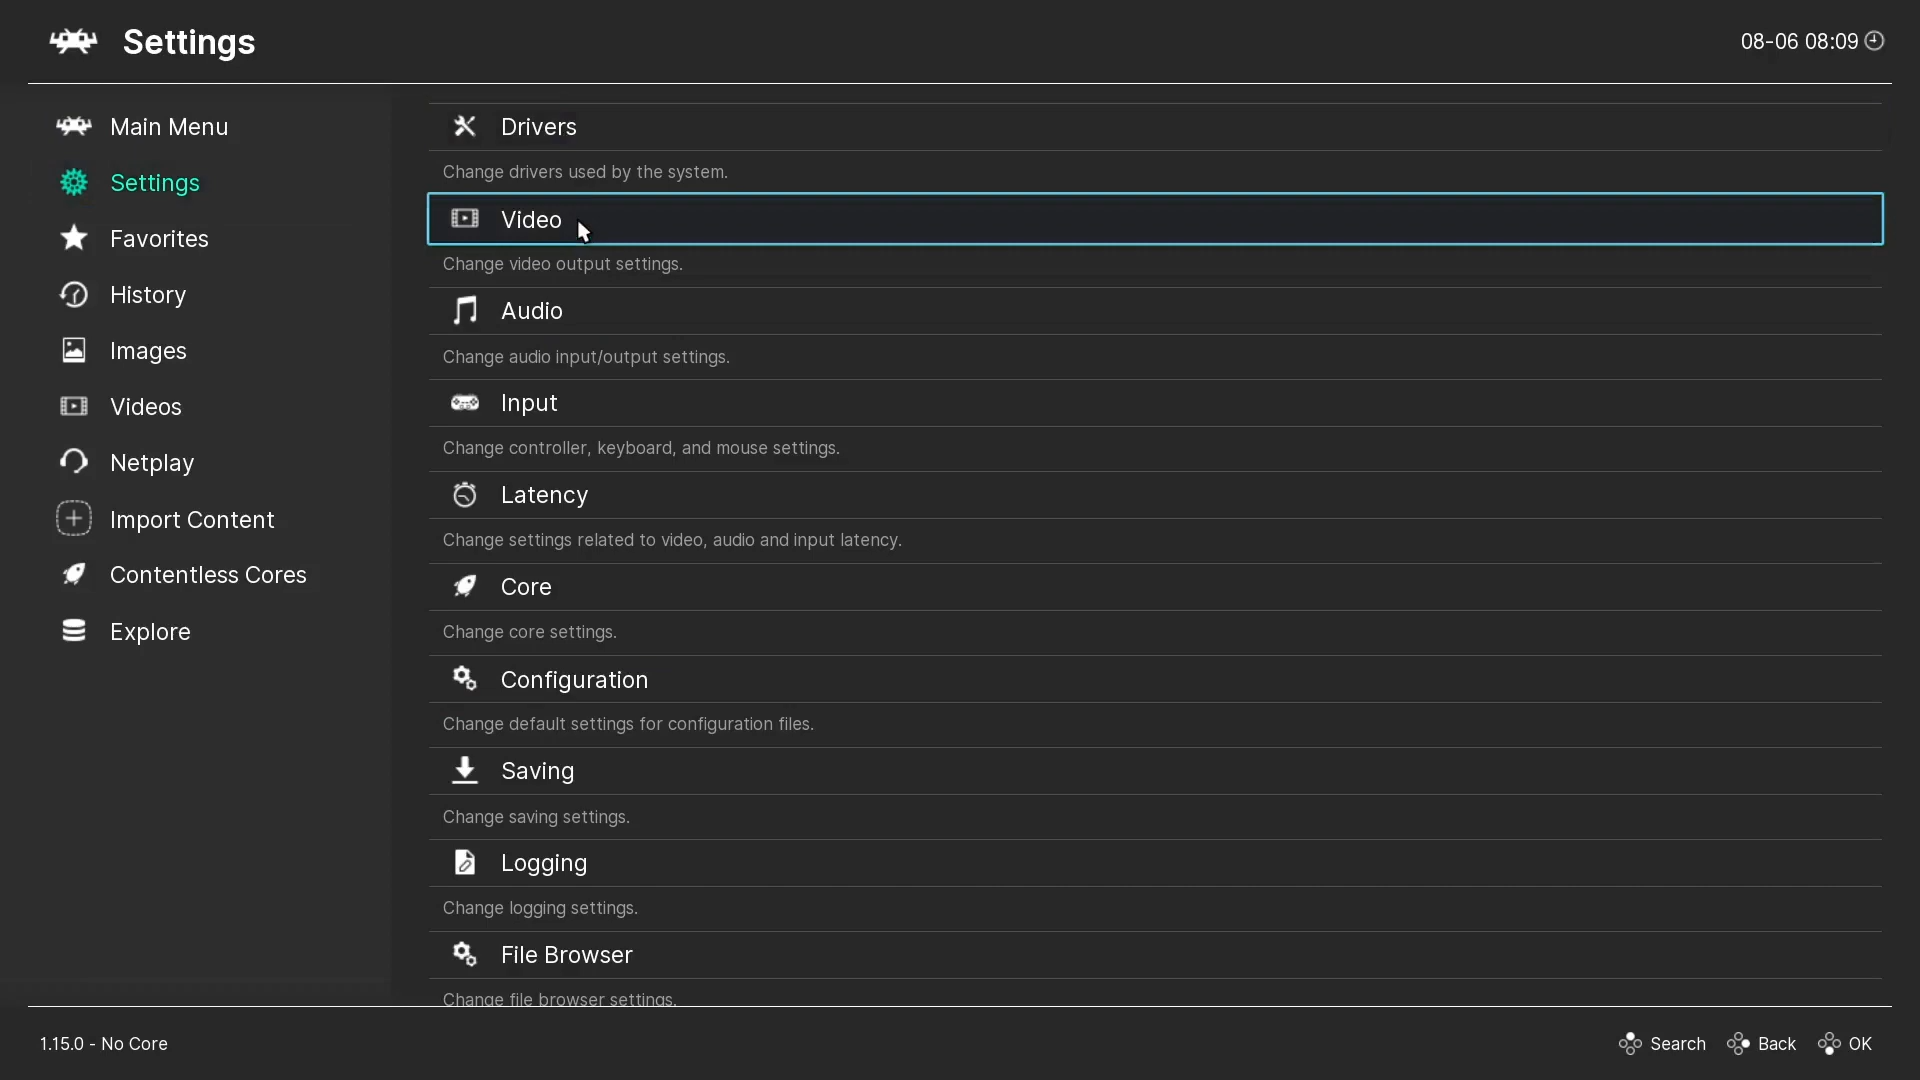 Settings
08-06 08:09
Main Menu
Settings
Favorites
History
Images
Videos
Netplay
Import Content
Contentless Cores
Explore
Drivers
Change drivers used by the system.
Video
Change video output settings.
Audio
Change audio input/output settings.
Input
Change controller, keyboard, and mouse settings.
Latency
Change settings related to video, audio and input latency.
Core
Change core settings.
Configuration
Change default settings for configuration files.
Saving
Change saving settings.
Logging
Change logging settings.
File Browser
Change file browser settings.
1.15.0 - No Core
Search
Back
OK